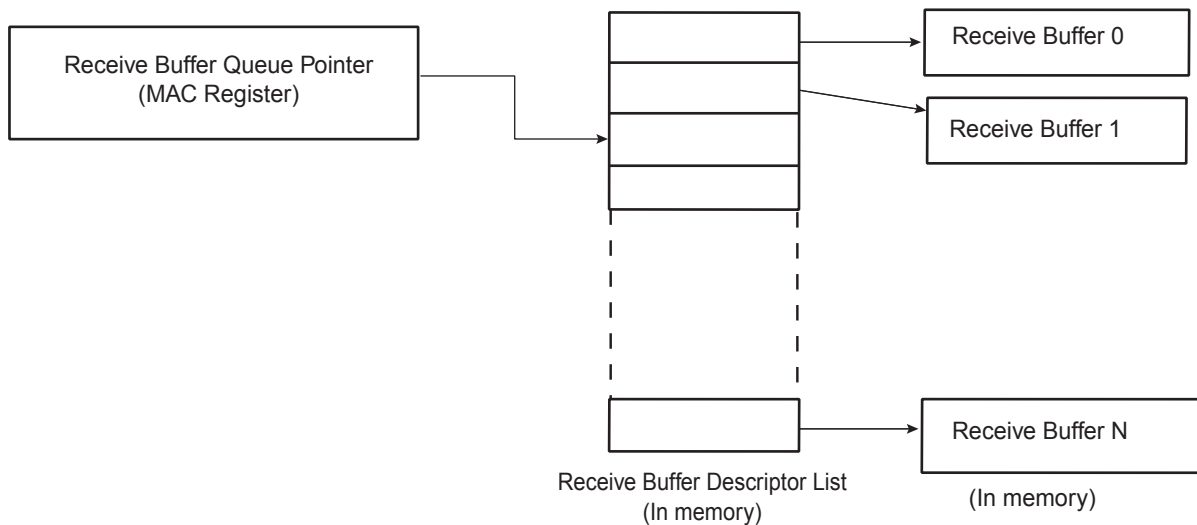 Receive Buffer Queue Pointer
(MAC Register)
Receive Buffer 0
Receive Buffer 1
Receive Buffer N
Receive Buffer Descriptor List
(In memory)
(In memory)